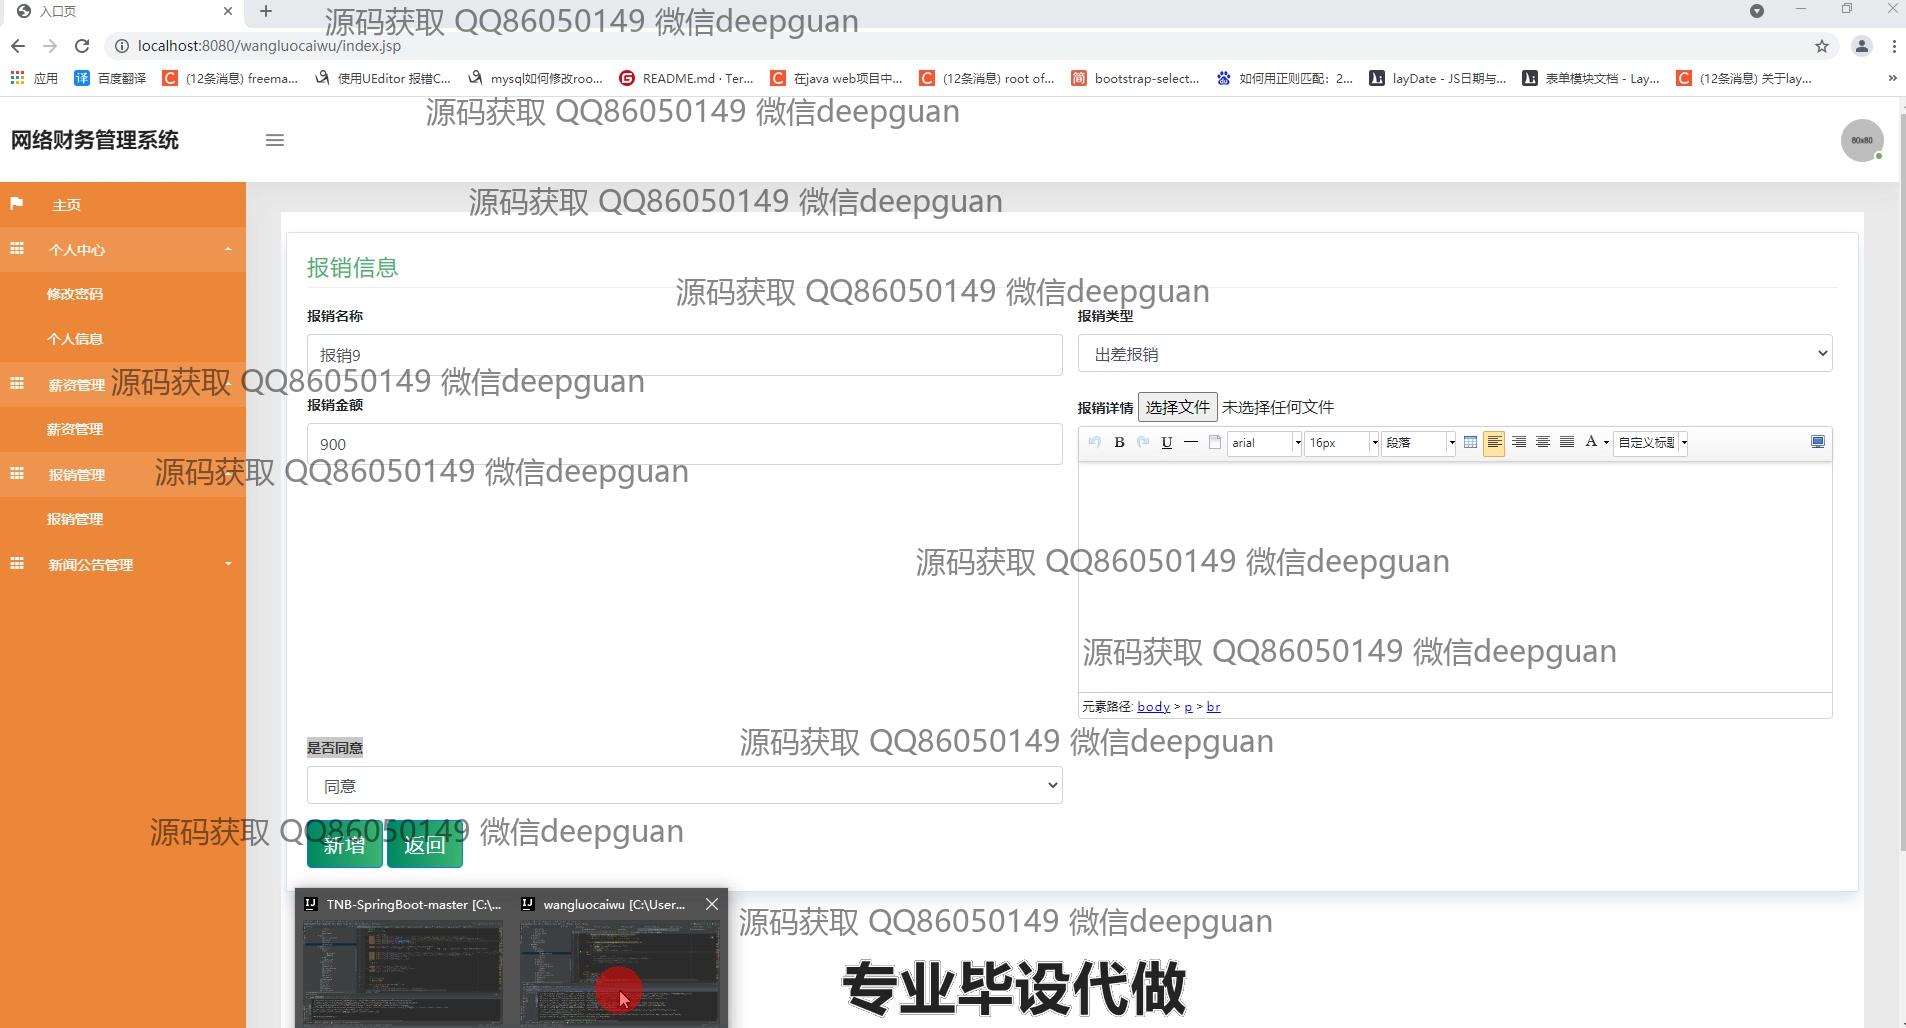 入口页
源码获取 QQ86050149 微信deepguan
localhost:8080/wangluocaiwu/index.jsp
应用
百度翻译
(12条消息) freema...
使用UEditor 报错C...
mysql如何修改roo...
README.md · Ter...
在java web项目中...
(12条消息) root of...
bootstrap-select...
如何用正则匹配：2...
layDate - JS日期与...
表单模块文档 - Lay...
(12条消息) 关于lay...
源码获取 QQ86050149 微信deepguan
网络财务管理系统
80x80
主页
源码获取 QQ86050149 微信deepguan
个人中心
报销信息
修改密码
源码获取 QQ86050149 微信deepguan
报销名称
报销类型
个人信息
报销9
出差报销
薪资管理
源码获取 QQ86050149 微信deepguan
报销金额
报销详情 选择文件 未选择任何文件
薪资管理
900
B U arial 16px 段落 A 自定义标题
报销管理
源码获取 QQ86050149 微信deepguan
报销管理
新闻公告管理
源码获取 QQ86050149 微信deepguan
源码获取 QQ86050149 微信deepguan
元素路径: body > p > br
是否同意
源码获取 QQ86050149 微信deepguan
同意
源码获取 QQ86050149 微信deepguan
新增 返回
TNB-SpringBoot-master [C:\...
wangluocaiwu [C:\User...
源码获取 QQ86050149 微信deepguan
专业毕设代做